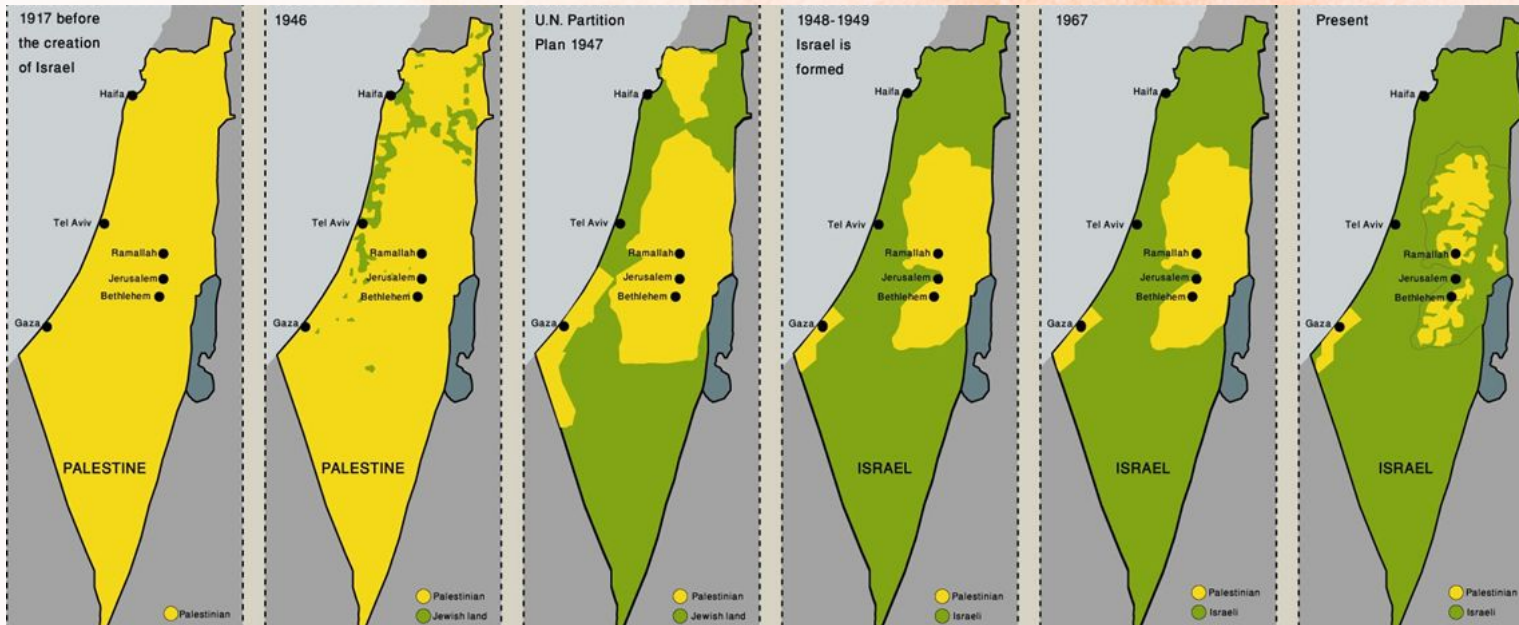 1917 before
the creation
of Israel
Haifa
Tel Aviv
Ramallah
Jerusalem
Bethlehem
Gaza
PALESTINE
Palestinian
1946
Haifa
Tel Aviv
Ramallah
Jerusalem
Bethlehem
Gaza
PALESTINE
Palestinian
Jewish land
U.N. Partition
Plan 1947
Haifa
Tel Aviv
Ramallah
Jerusalem
Bethlehem
Gaza
Palestinian
Jewish land
1948-1949
Israel is
formed
Haifa
Tel Aviv
Ramallah
Jerusalem
Bethlehem
Gaza
ISRAEL
Palestinian
Israeli
1967
Haifa
Tel Aviv
Ramallah
Jerusalem
Bethlehem
Gaza
ISRAEL
Palestinian
Israeli
Present
Haifa
Tel Aviv
Ramallah
Jerusalem
Bethlehem
Gaza
ISRAEL
Palestinian
Israeli